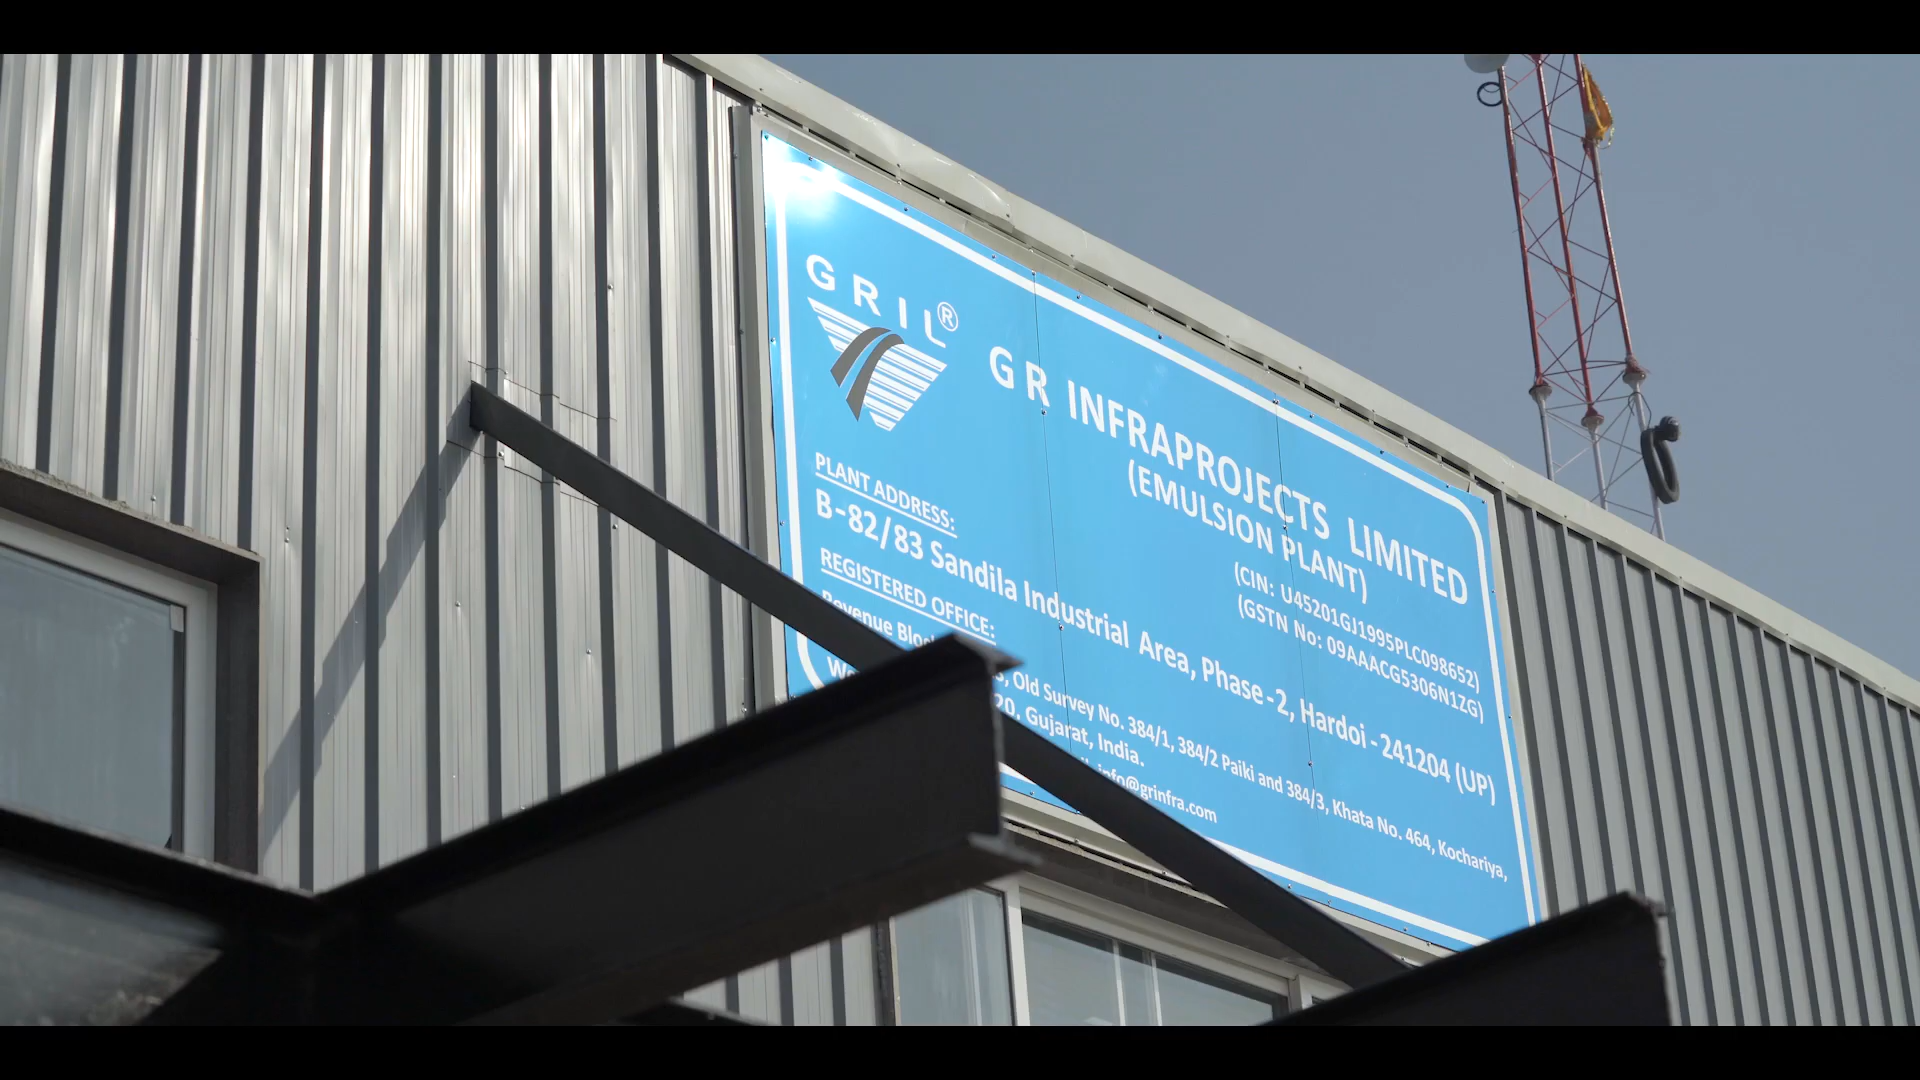 GRIL®
G R INFRAPROJECTS LIMITED
(EMULSION PLANT)
(CIN: U45201GJ1995PLC098652)
(GSTN No: 09AAACG5306N1ZG)
PLANT ADDRESS:
B-82/83 Sandila Industrial Area, Phase-2, Hardoi - 241204 (UP)
REGISTERED OFFICE:
Revenue Old Survey No. 384/1, 384/2 Paiki and 384/3, Khata No. 464, Kochariya,
Gujarat, India.
info@grinfra.com